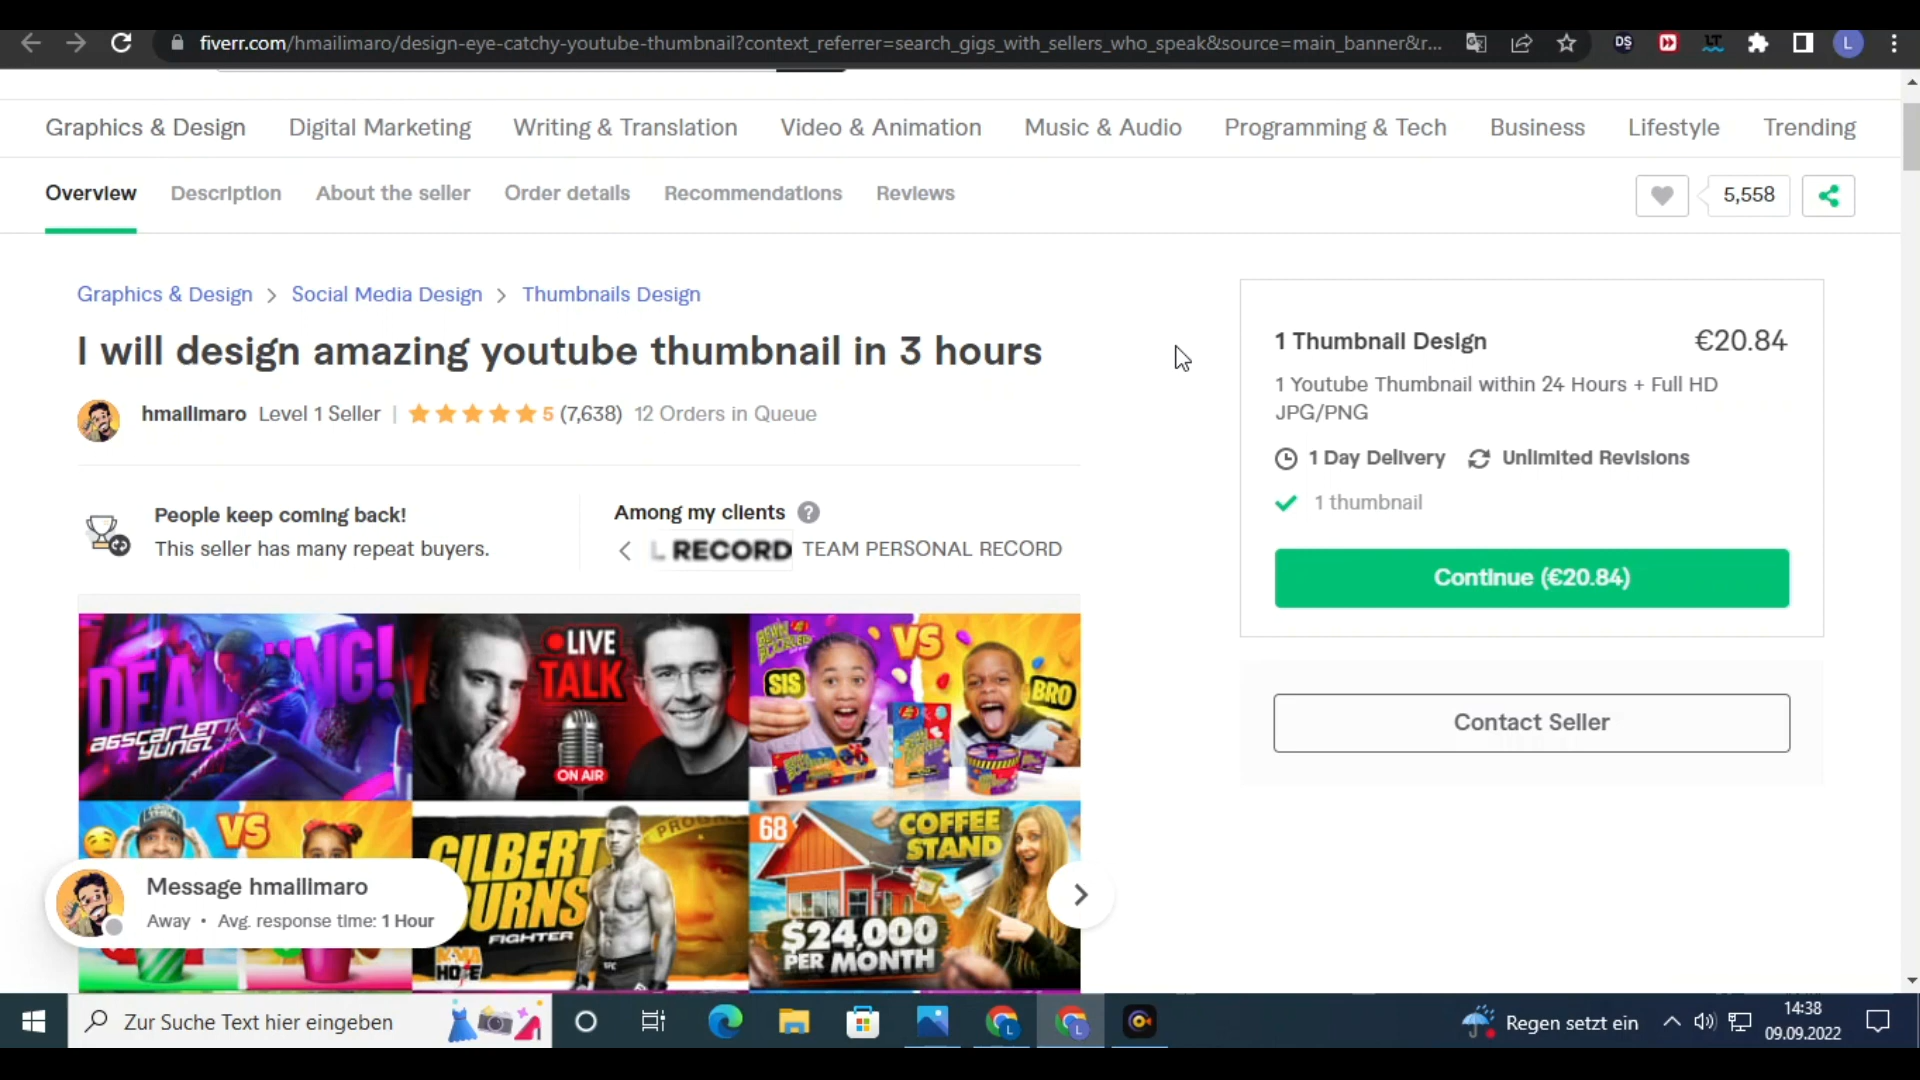 fiverr.com/hmailimaro/design-eye-catchy-youtube-thumbnail?context_referrer=search_gigs_with_sellers_who_speak&source=main_banner&r...
DS
L
Graphics & Design Digital Marketing Writing & Translation Video & Animation Music & Audio Programming & Tech Business Lifestyle Trending
Overview Description About the seller Order details Recommendations Reviews
5,558
Graphics & Design > Social Media Design > Thumbnails Design
I will design amazing youtube thumbnail in 3 hours
hmailimaro Level 1 Seller | 5 (7,638) 12 Orders in Queue
People keep coming back!
This seller has many repeat buyers.
Among my clients ?
L RECORD TEAM PERSONAL RECORD
1 Thumbnail Design €20.84
1 Youtube Thumbnail within 24 Hours + Full HD
JPG/PNG
1 Day Delivery Unlimited Revisions
1 thumbnail
Continue (€20.84)
Contact Seller
LIVE
TALK
ON AIR
VS
SIS
BRO
VS
GILBERT
BURNS
FIGHTER
68
COFFEE
STAND
$24,000
PER MONTH
Message hmailimaro
Away • Avg. response time: 1 Hour
Zur Suche Text hier eingeben
Regen setzt ein
14:38
09.09.2022